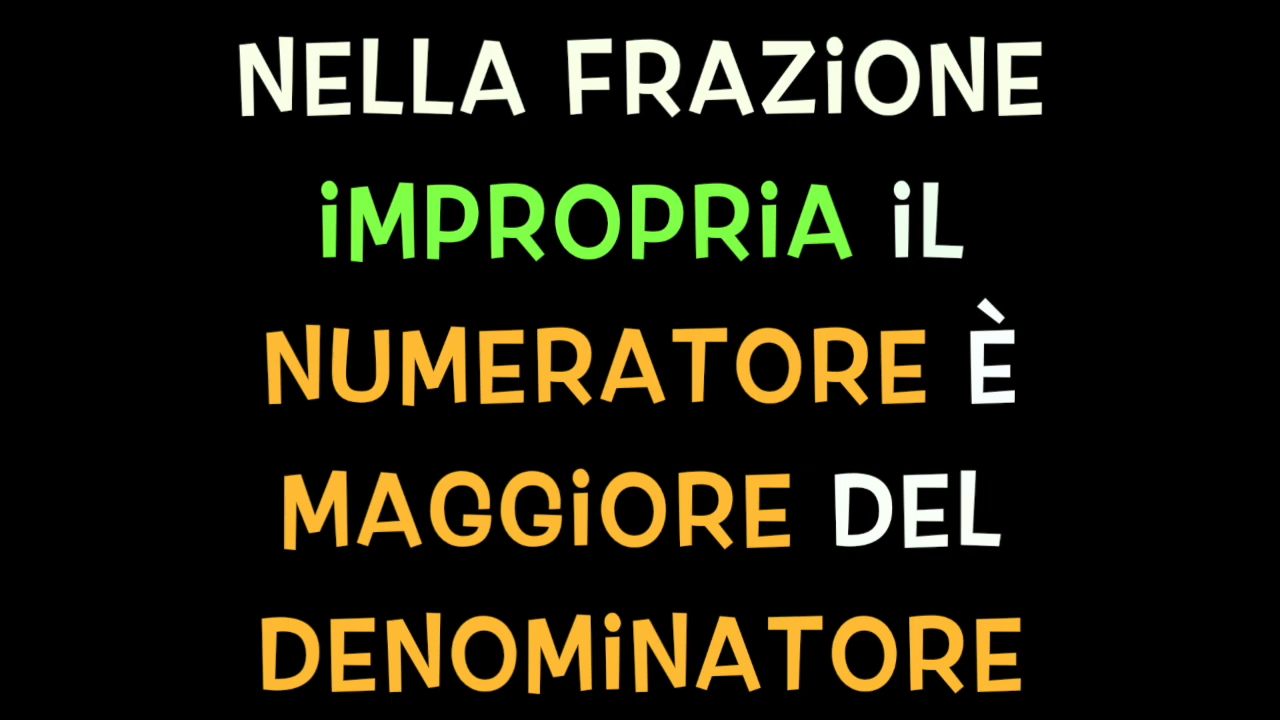 NELLA FRAZiONE
iMPROPRiA iL
NUMERATORE È
MAGGiORE DEL
DENOMiNATORE